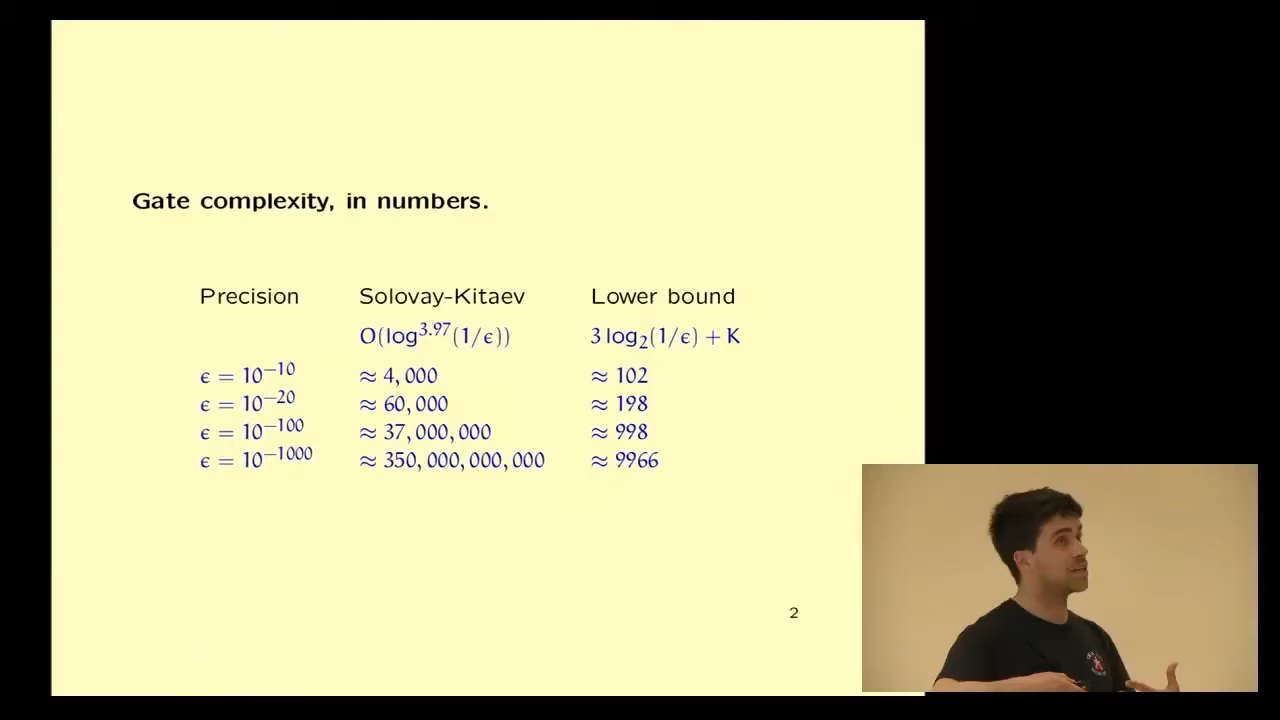 Gate complexity, in numbers.
Precision Solovay-Kitaev Lower bound
O(log^3.97(1/ϵ)) 3 log₂(1/ϵ) + K
ϵ = 10^−10 ≈ 4,000 ≈ 102
ϵ = 10^−20 ≈ 60,000 ≈ 198
ϵ = 10^−100 ≈ 37,000,000 ≈ 998
ϵ = 10^−1000 ≈ 350,000,000,000 ≈ 9966
2